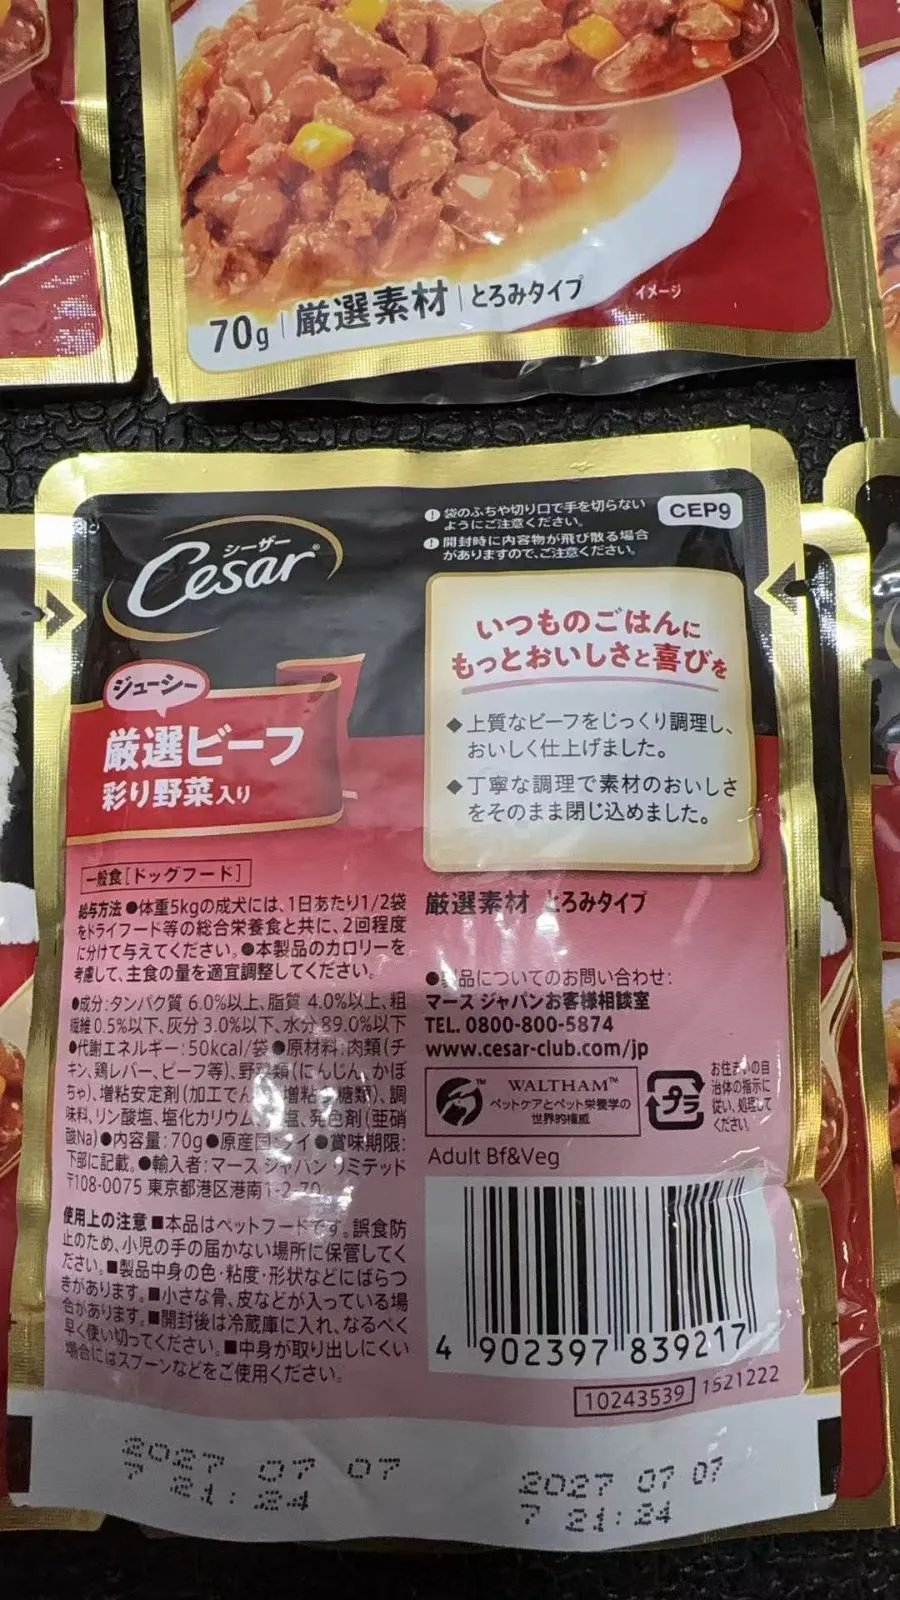 70g 厳選素材 とろみタイプ
イメージ
シーザー
Cesar®
ジューシー
厳選ビーフ
彩り野菜入り
袋のふちや切り口で手を切らない
ようにご注意ください。
開封時に内容物が飛び散る場合
がありますので、ご注意ください。
CEP9
いつものごはんに
もっとおいしさと喜びを
◆上質なビーフをじっくり調理し、
おいしく仕上げました。
◆丁寧な調理で素材のおいしさ
をそのまま閉じ込めました。
一般食[ドッグフード]
給与方法●体重5kgの成犬には、1日あたり1/2袋
をドライフード等の総合栄養食と共に、2回程度
に分けて与えてください。●本製品のカロリーを
考慮して、主食の量を適宜調整してください。
●成分:タンパク質 6.0%以上、脂質 4.0%以上、粗
繊維 0.5%以下、灰分 3.0%以下、水分 89.0%以下
●代謝エネルギー:50kcal/袋●原材料:肉類(チ
キン、鶏レバー、ビーフ等)、野菜類(にんじん、かぼ
ちゃ)、増粘安定剤(加工でん 増粘 糖類)、調
味料、リン酸塩、塩化カリウム 塩、発色剤(亜硝
酸Na)●内容量:70g●原産国:タイ●賞味期限:
下部に記載。●輸入者:マース ジャパン リミテッド
〒108-0075 東京都港区港南1-2-70
使用上の注意 ■本品はペットフードです。誤食防
止のため、小児の手の届かない場所に保管してく
ださい。■製品中身の色・粘度・形状などにばらつ
きがあります。■小さな骨、皮などが入っている場
合があります。■開封後は冷蔵庫に入れ、なるべく
早く使い切ってください。■中身が取り出しにくい
場合にはスプーンなどをご使用ください。
厳選素材 とろみタイプ
●製品についてのお問い合わせ:
マース ジャパンお客様相談室
TEL. 0800-800-5874
www.cesar-club.com/jp
WALTHAM™
ペットケアとペット栄養学の
世界的権威
プラ
お住まいの自
治体の指示に
従い、処理して
ください。
Adult Bf&Veg
4 902397 839217
10243539 1521222
2027 07 07
7 21:24
2027 07 07
7 21:24